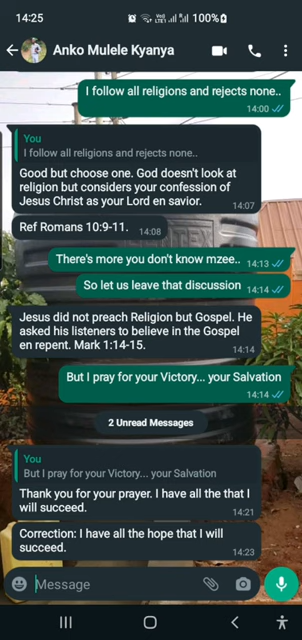 14:25
100%
Anko Mulele Kyanya
I follow all religions and rejects none..
14:00
You
I follow all religions and rejects none..
Good but choose one. God doesn't look at
religion but considers your confession of
Jesus Christ as your Lord en savior.
14:07
Ref Romans 10:9-11.
14:08
There's more you don't know mzee..
14:13
So let us leave that discussion
14:14
Jesus did not preach Religion but Gospel. He
asked his listeners to believe in the Gospel
en repent. Mark 1:14-15.
14:14
But I pray for your Victory... your Salvation
14:14
2 Unread Messages
You
But I pray for your Victory... your Salvation
Thank you for your prayer. I have all the that I
will succeed.
14:21
Correction: I have all the hope that I will
succeed.
14:23
Message